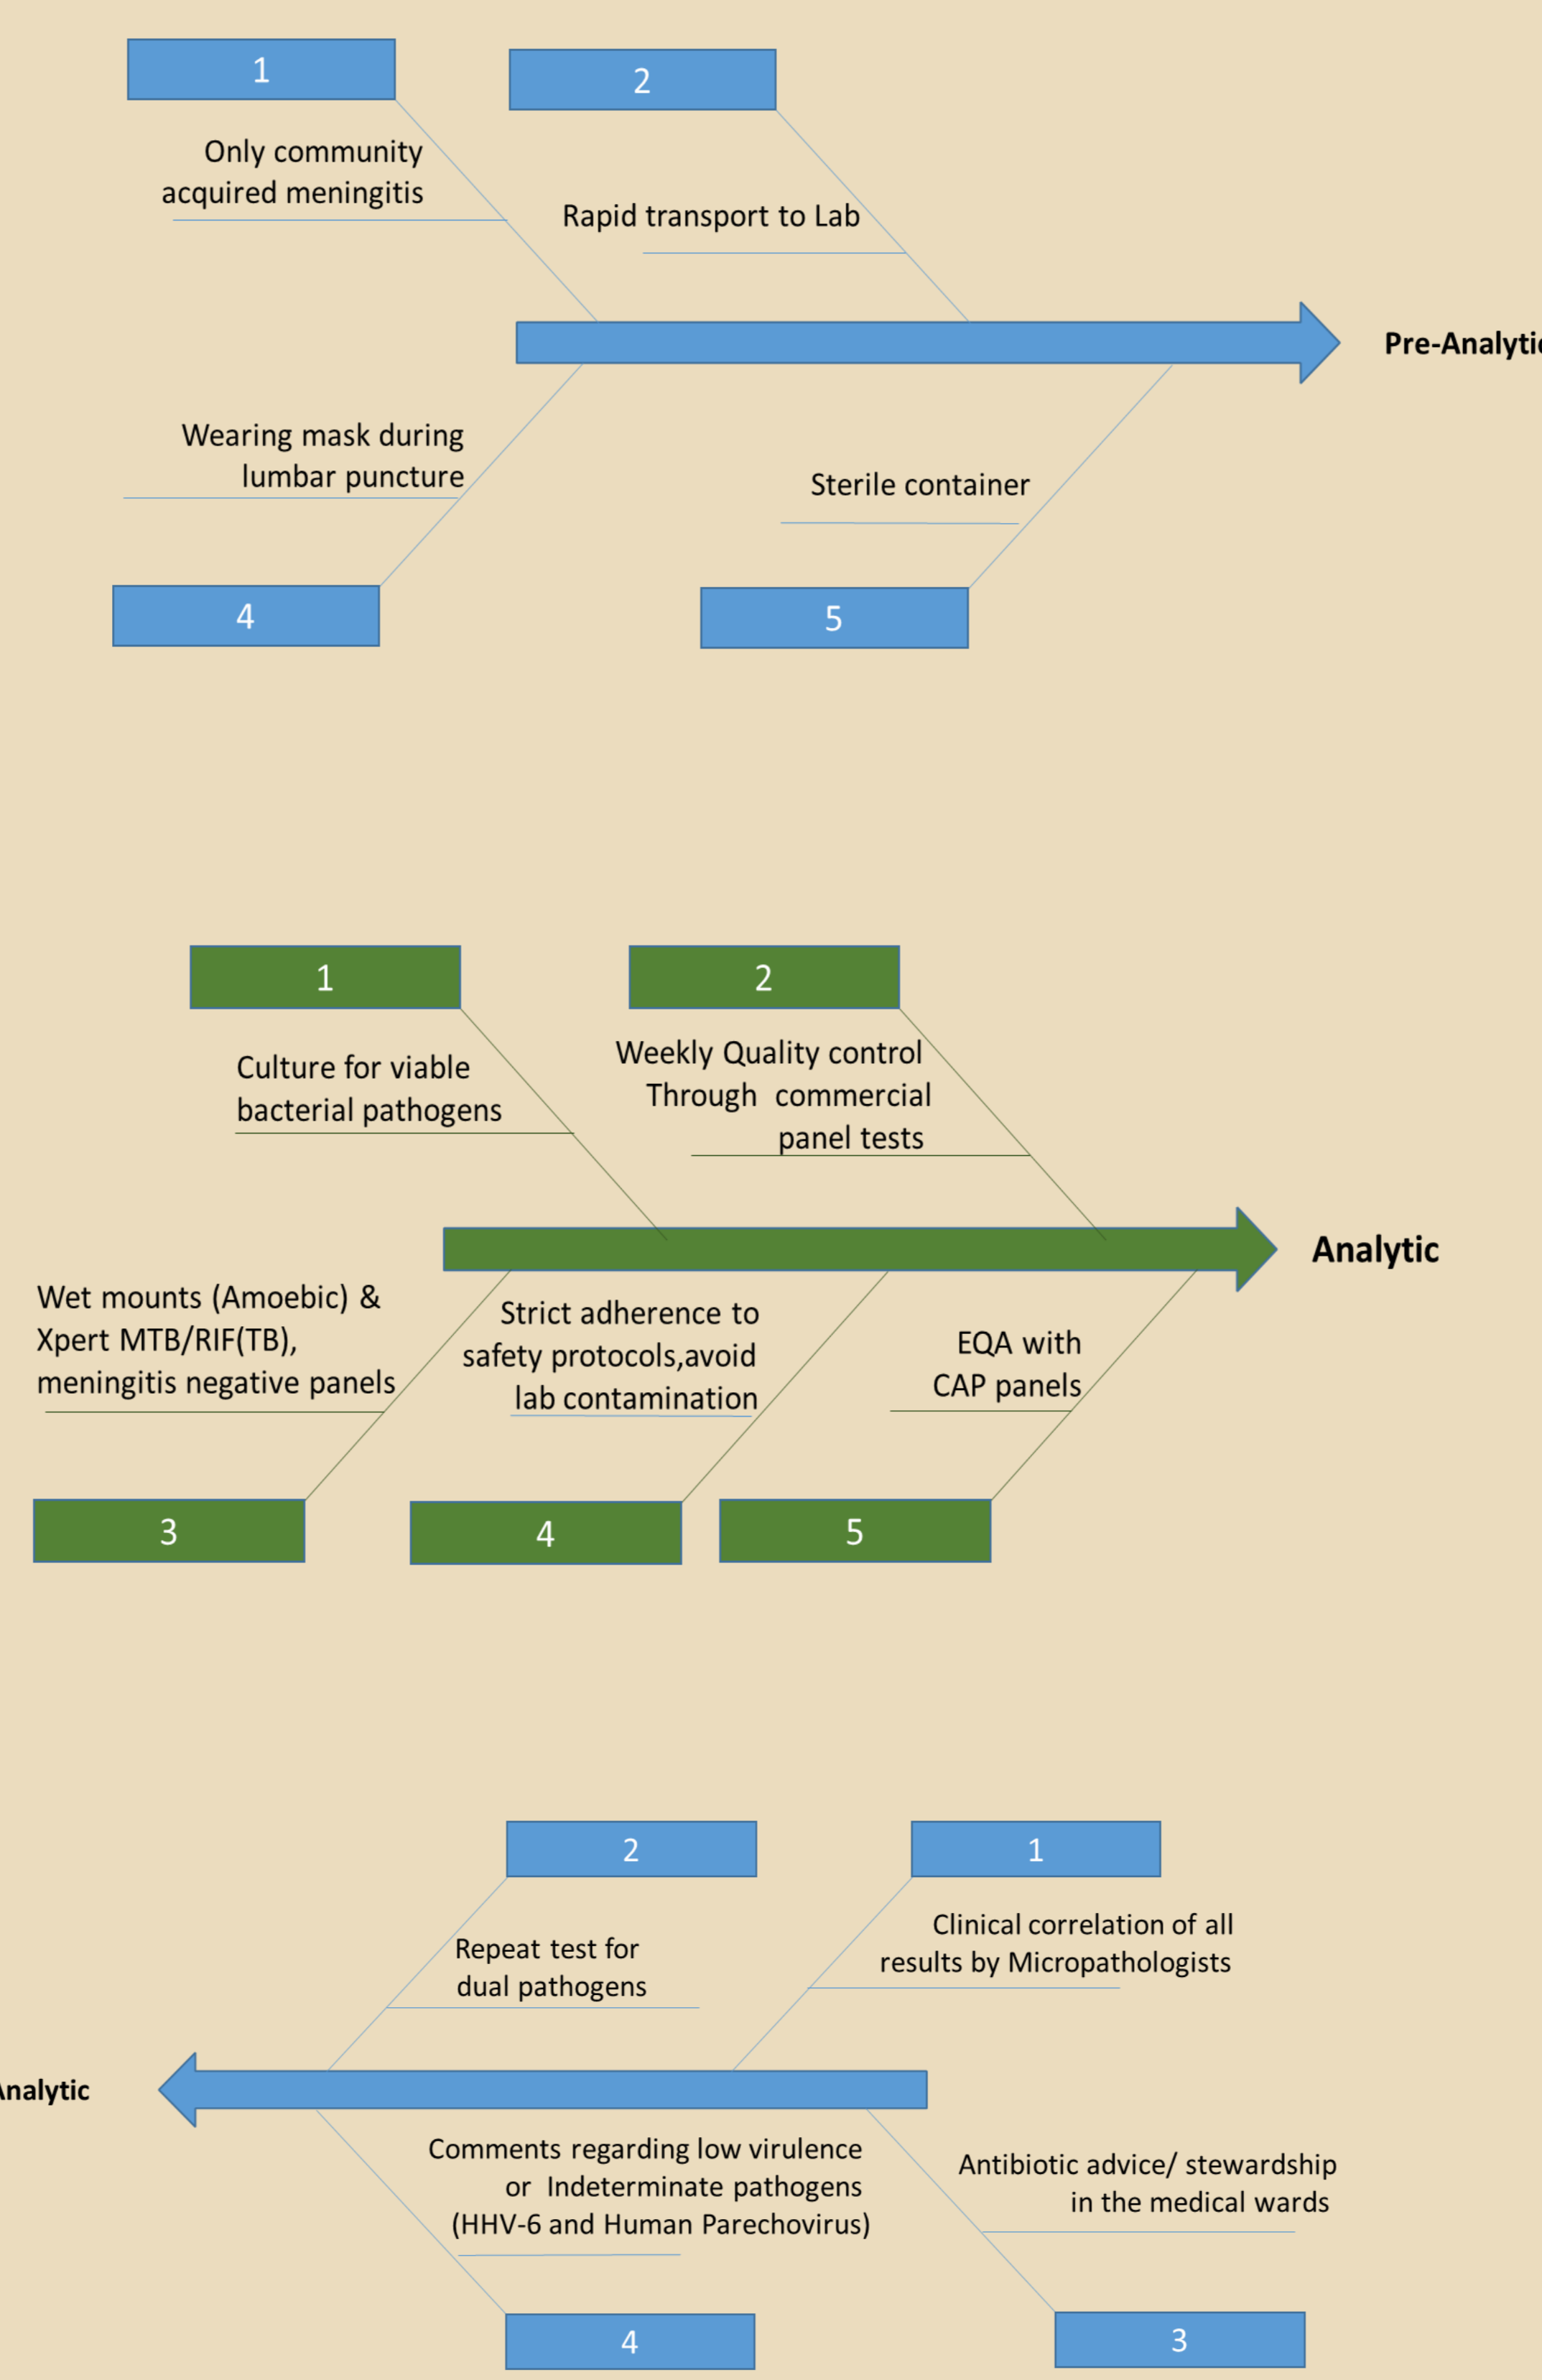 1
2
Only community
acquired meningitis
Rapid transport to Lab
Pre-Analytic
Wearing mask during
lumbar puncture
Sterile container
4
5
1
2
Culture for viable
bacterial pathogens
Weekly Quality control
Through commercial
panel tests
Analytic
Wet mounts (Amoebic) &
Xpert MTB/RIF(TB),
meningitis negative panels
Strict adherence to
safety protocols,avoid
lab contamination
EQA with
CAP panels
3
4
5
2
1
Repeat test for
dual pathogens
Clinical correlation of all
results by Micropathologists
Analytic
Comments regarding low virulence
or Indeterminate pathogens
(HHV-6 and Human Parechovirus)
Antibiotic advice/ stewardship
in the medical wards
4
3